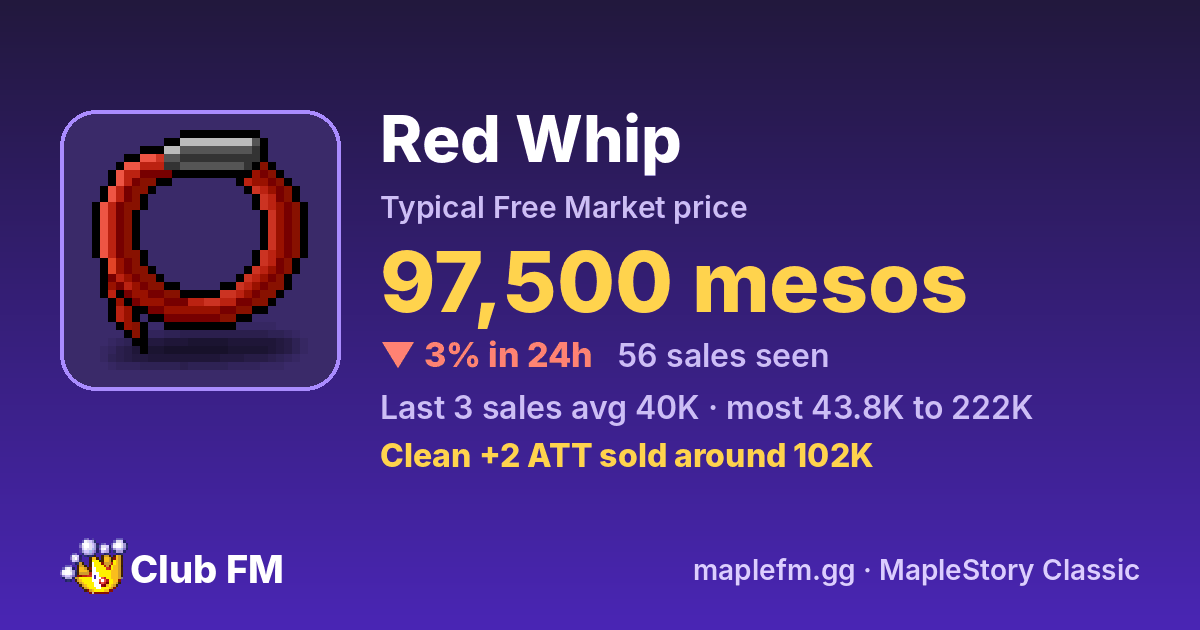 Red Whip
Typical Free Market price
97,500 mesos
▼ 3% in 24h 56 sales seen
Last 3 sales avg 40K · most 43.8K to 222K
Clean +2 ATT sold around 102K
Club FM
maplefm.gg · MapleStory Classic